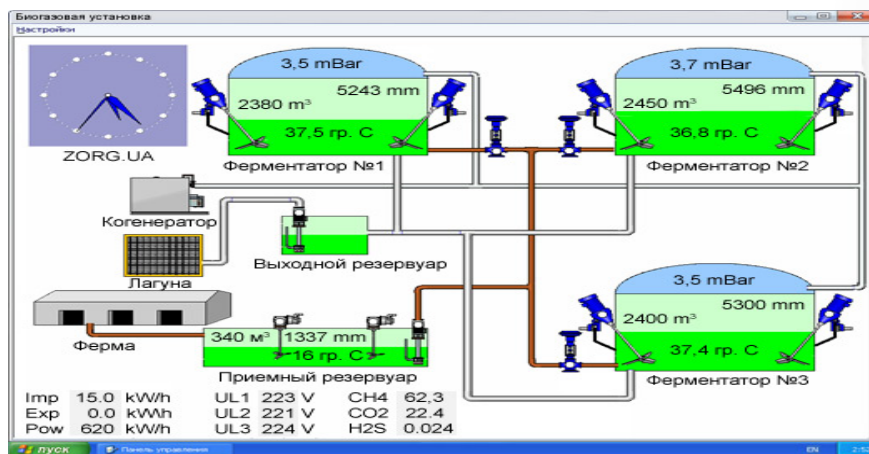 Биогазовая установка
Настройки
ZORG.UA
3,5 mBar
5243 mm
2380 m³
37,5 гр. С
Ферментатор №1
3,7 mBar
5496 mm
2450 m³
36,8 гр. С
Ферментатор №2
Когенератор
Лагуна
Выходной резервуар
Ферма
340 м³ 1337 mm
16 гр. С
Приемный резервуар
3,5 mBar
5300 mm
2400 m³
37,4 гр. С
Ферментатор №3
Imp 15.0 kW/h UL1 223 V CH4 62,3
Exp 0.0 kW/h UL2 221 V CO2 22.4
Pow 620 kW/h UL3 224 V H2S 0.024
пуск Панель управления EN 2:52